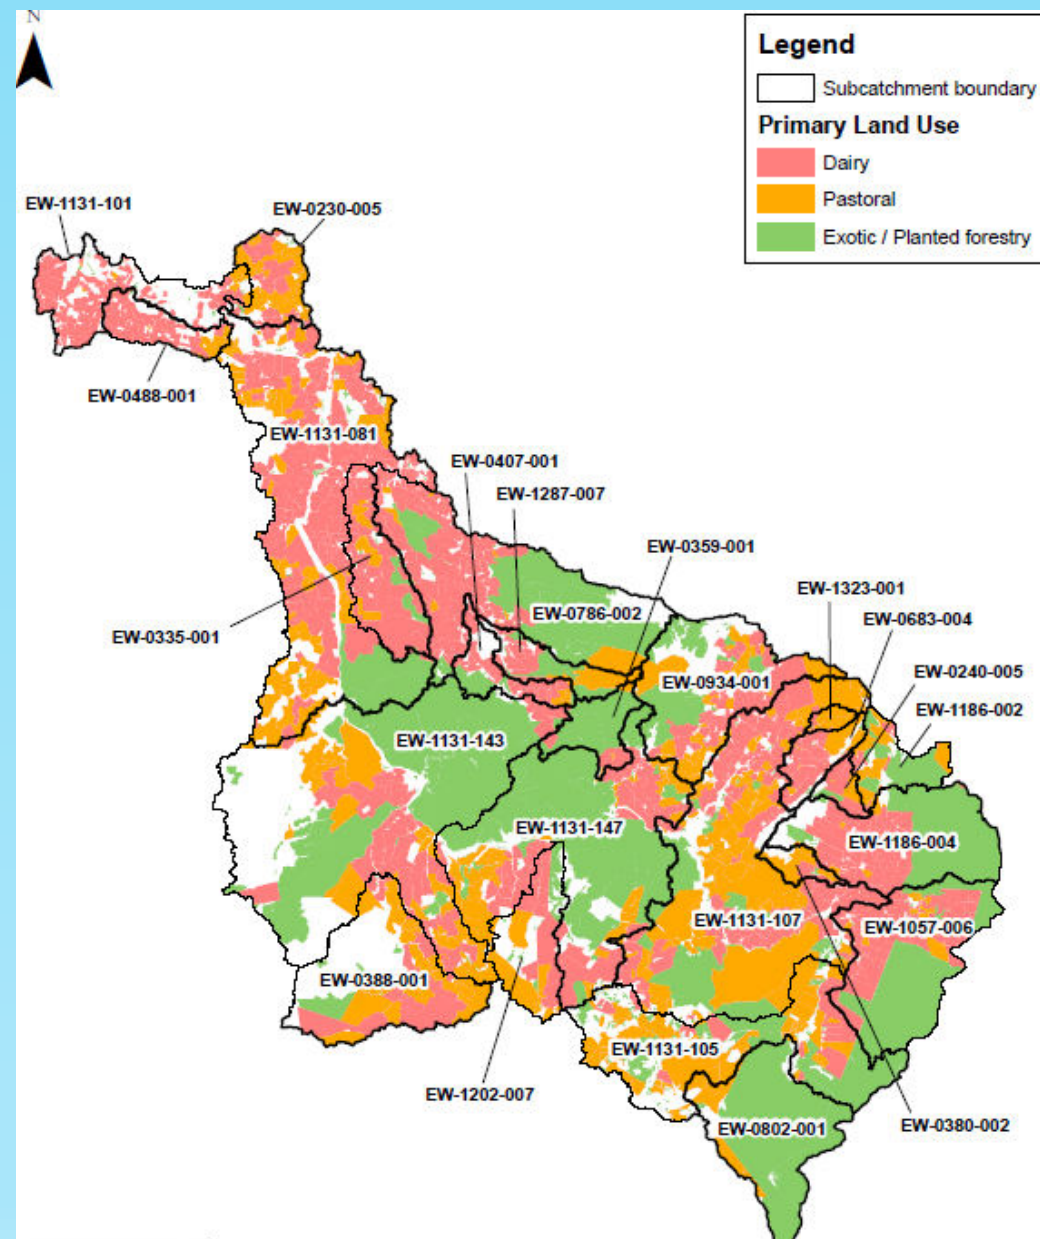 N
Legend
Subcatchment boundary
Primary Land Use
Dairy
Pastoral
Exotic / Planted forestry
EW-1131-101
EW-0230-005
EW-0488-001
EW-1131-081
EW-0407-001
EW-1287-007
EW-0359-001
EW-1323-001
EW-0786-002
EW-0683-004
EW-0335-001
EW-0240-005
EW-0934-001
EW-1186-002
EW-1131-143
EW-1131-147
EW-1186-004
EW-1131-107
EW-1057-006
EW-0388-001
EW-1131-105
EW-1202-007
EW-0802-001
EW-0380-002